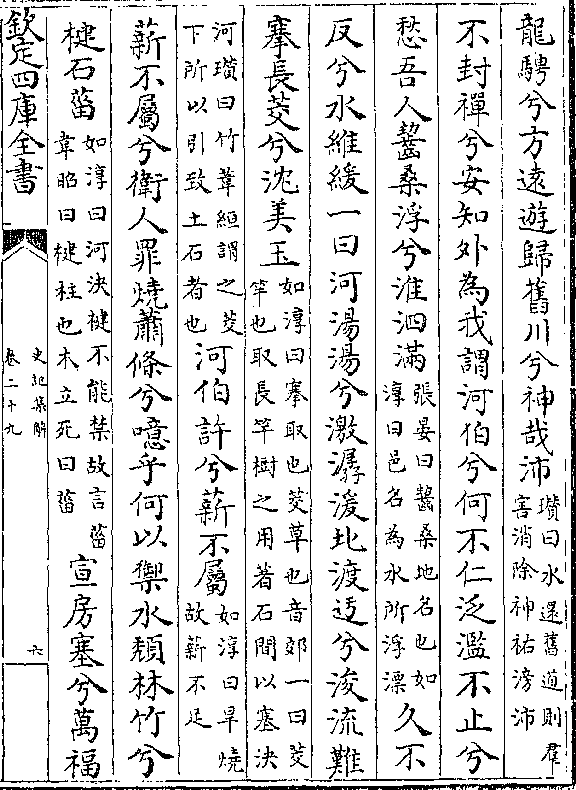 龍騁兮方遠遊歸舊川兮神哉沛瓚曰水還舊道則羣害消除神祐滂沛
不封禪兮安知外為我謂河伯兮何不仁泛濫不止兮
愁吾人齧桑浮兮淮泗滿張晏曰齧桑地名也如淳曰邑名為水所浮漂久不
反兮水維緩一曰河湯湯兮激潺湲北渡迂兮浚流難
搴長茭兮沈美玉如淳曰搴取也茭草也音郊一曰茭竿也取長竿樹之用著石間以塞決
河瓚曰竹葦絙謂之茭下所以引致土石者也河伯許兮薪不屬如淳曰旱燒故薪不足
薪不屬兮衛人罪燒蕭條兮噫乎何以禦水頹林竹兮
楗石菑如淳曰河決楗不能禁故言菑韋昭曰楗柱也木立死曰菑宣房塞兮萬福
欽定四庫全書
史記集解
卷二十九
六